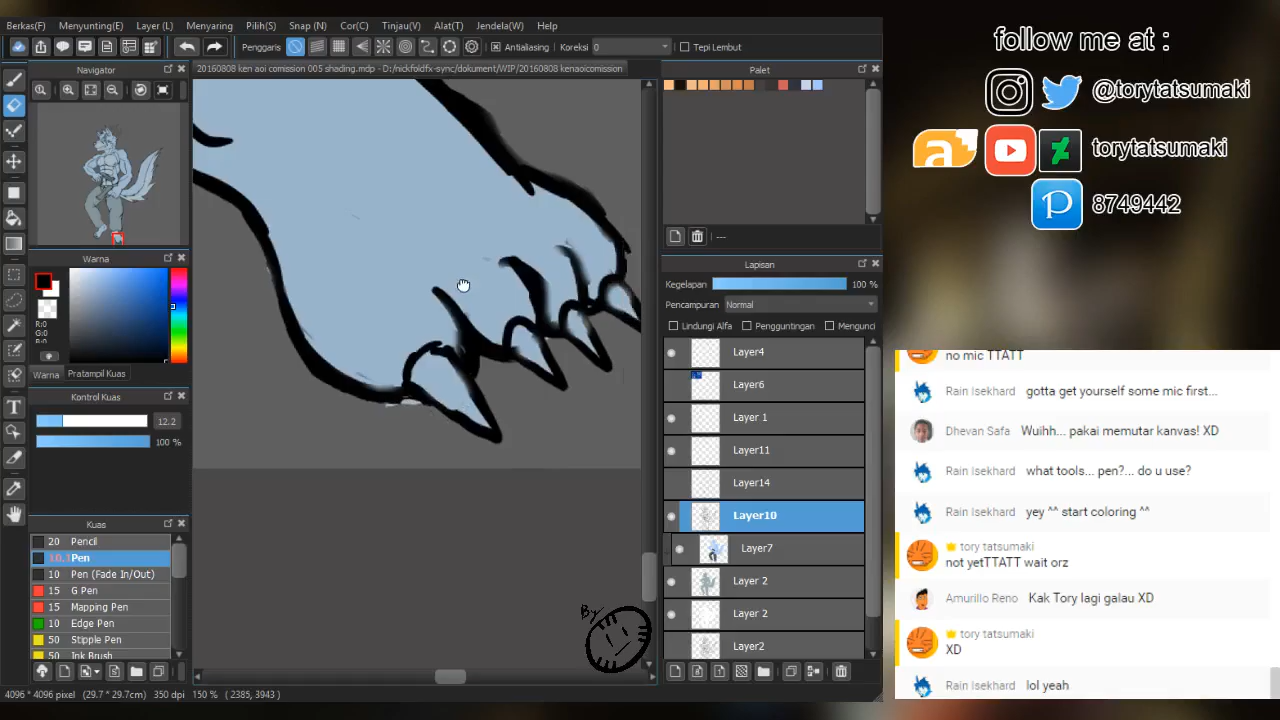 Berkas(F) Menyunting(E) Layer (L) Menyaring Pilih(S) Snap (N) Cor(C) Tinjau(V) Alat(T) Jendela(W) Help
Penggaris Antialiasing Koreksi 0 Tepi Lembut
Navigator
20160808 ken aoi comission 005 shading.mdp - D:/nickfoldfx-sync/dokument/WIP/20160808 kenaoicomission
Palet
---
Warna
R:0
G:0
Warna Pratampil Kuas
Kontrol Kuas
12.2
100 %
Kuas
20 Pencil
10.1 Pen
10 Pen (Fade In/Out)
15 G Pen
15 Mapping Pen
10 Edge Pen
50 Stipple Pen
50 Ink Brush
4096 * 4096 pixel (29.7 * 29.7cm) 350 dpi 150 % (2385, 3943)
By
Lapisan
Kegelapan 100 %
Pencampuran Normal
Lindungi Alfa Pengguntingan Mengunci
Layer4
Layer6
Layer 1
Layer11
Layer14
Layer10
Layer7
Layer 2
Layer 2
Layer2
follow me at :
@torytatsumaki
a torytatsumaki
P 8749442
no mic TTATT
Rain Isekhard gotta get yourself some mic first...
Dhevan Safa Wuihh... pakai memutar kanvas! XD
Rain Isekhard what tools... pen?... do u use?
Rain Isekhard yey ^^ start coloring ^^
tory tatsumaki
not yetTTATT wait orz
Amurillo Reno Kak Tory lagi galau XD
tory tatsumaki
XD
Rain Isekhard lol yeah